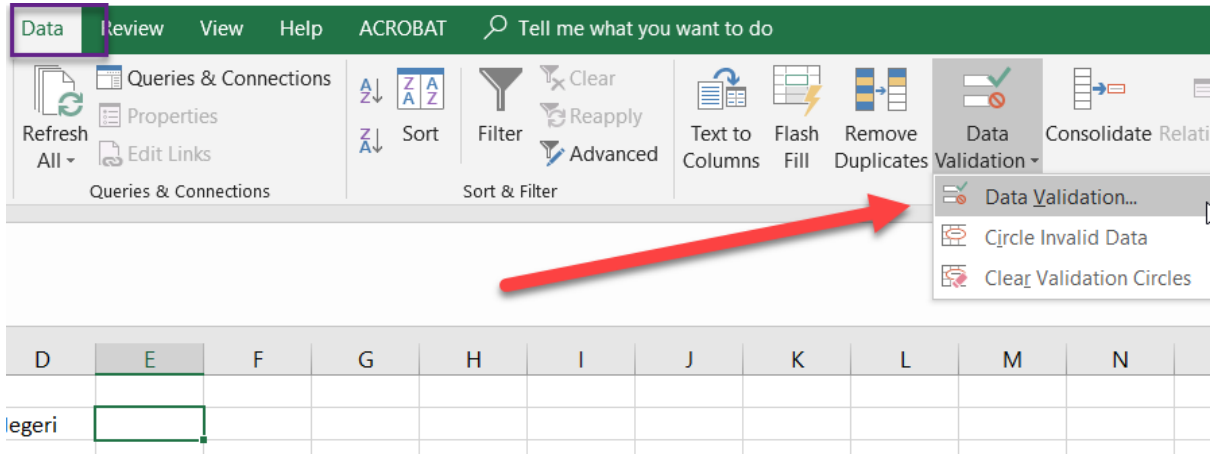 Data Review View Help ACROBAT Tell me what you want to do
Queries & Connections
Properties
Edit Links
Refresh
All
Queries & Connections
A
Z
Z
A
Z A
A Z
Sort
Filter
Clear
Reapply
Advanced
Sort & Filter
Text to
Columns
Flash
Fill
Remove
Duplicates
Data
Validation
Consolidate
Relati
Data Validation...
Circle Invalid Data
Clear Validation Circles
D E F G H I J K L M N
legeri